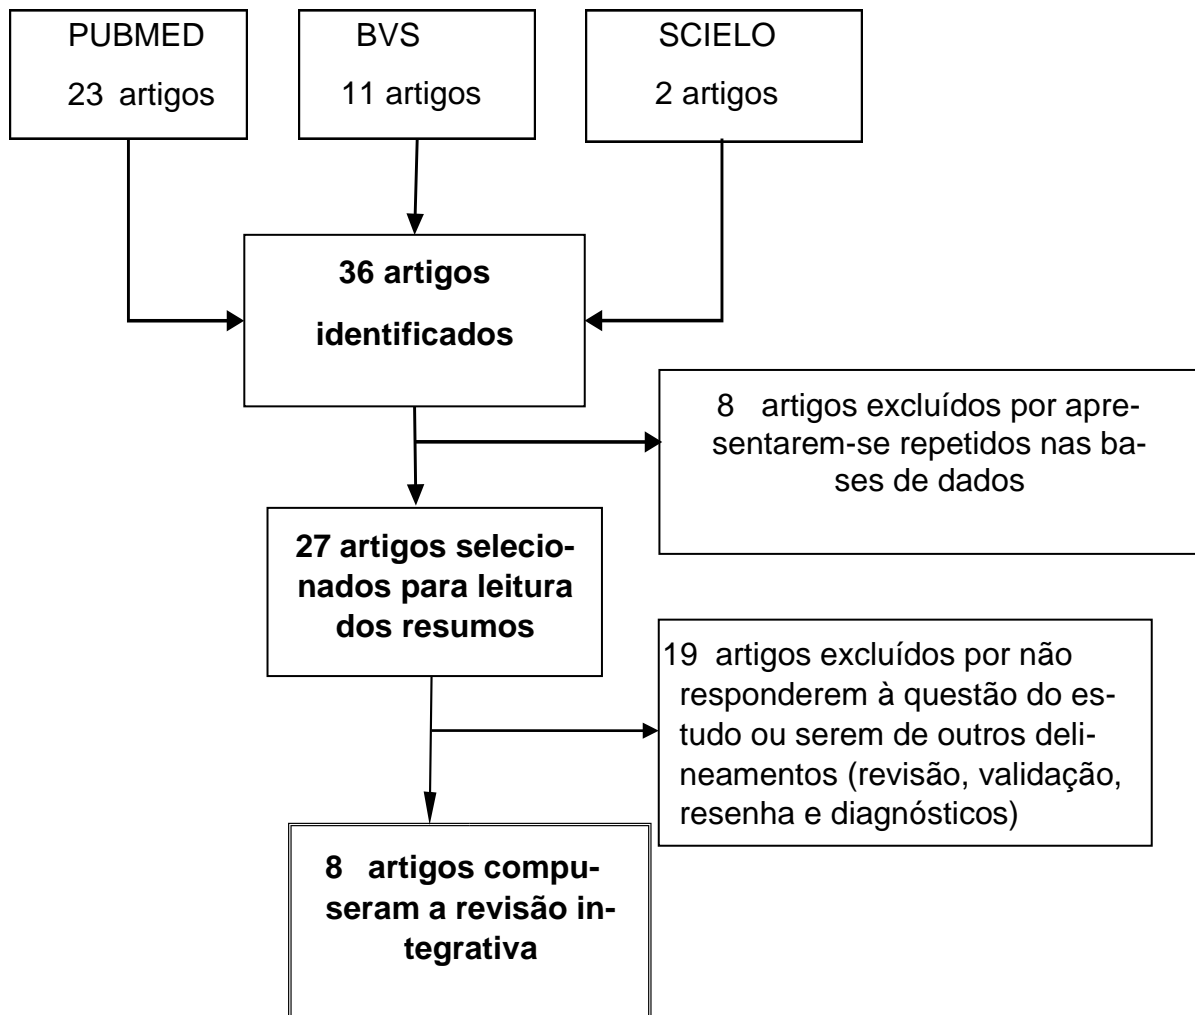 PUBMED
23 artigos
BVS
11 artigos
SCIELO
2 artigos
36 artigos
identificados
8 artigos excluídos por apre-
sentarem-se repetidos nas ba-
ses de dados
27 artigos selecio-
nados para leitura
dos resumos
19 artigos excluídos por não
responderem à questão do es-
tudo ou serem de outros deli-
neamentos (revisão, validação,
resenha e diagnósticos)
8 artigos compu-
seram a revisão in-
tegrativa